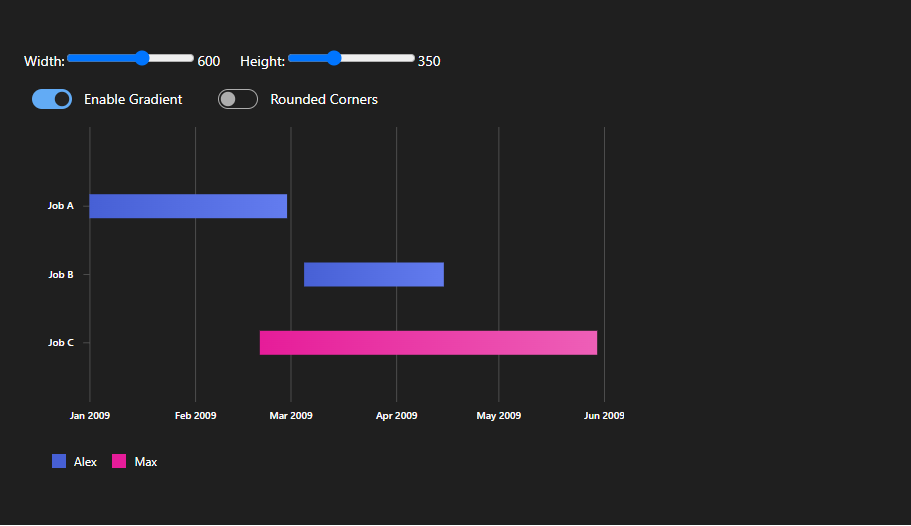 Width: 600 Height: 350
Enable Gradient Rounded Corners
Job A
Job B
Job C
Jan 2009 Feb 2009 Mar 2009 Apr 2009 May 2009 Jun 2009
Alex Max